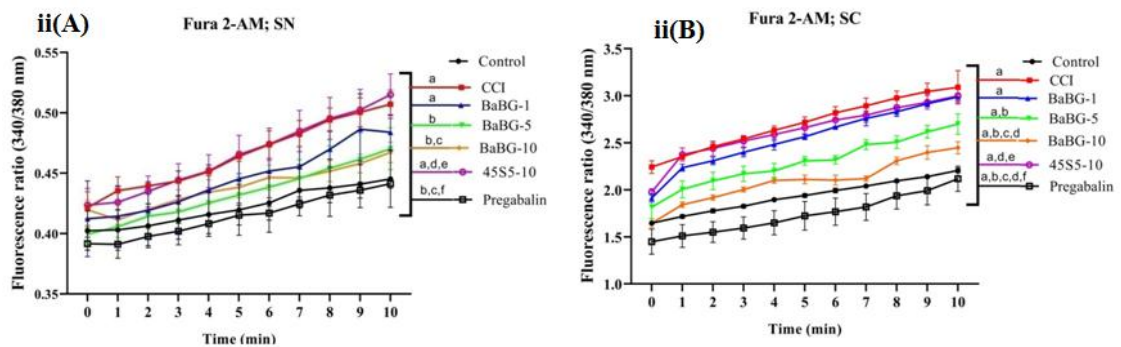 ii(A)
Fura 2-AM; SN
Fluorescence ratio (340/380 nm)
0.55
0.50
0.45
0.40
0.35
0 1 2 3 4 5 6 7 8 9 10
Time (min)
Control
a CCI
a BaBG-1
b BaBG-5
b,c BaBG-10
a,d,e 45S5-10
b,c,f Pregabalin
ii(B)
Fura 2-AM; SC
Fluorescence ratio (340/380 nm)
3.5
3.0
2.5
2.0
1.5
1.0
0 1 2 3 4 5 6 7 8 9 10
Time (min)
Control
a CCI
a BaBG-1
a,b BaBG-5
a,b,c,d BaBG-10
a,d,e 45S5-10
a,b,c,d,f Pregabalin